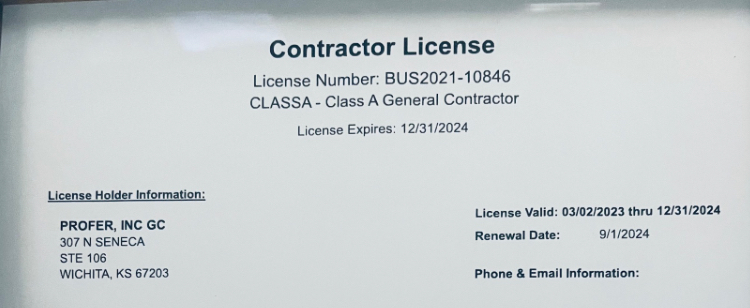 Contractor License
License Number: BUS2021-10846
CLASSA - Class A General Contractor
License Expires: 12/31/2024
License Holder Information:
PROFER, INC GC
307 N SENECA
STE 106
WICHITA, KS 67203
License Valid: 03/02/2023 thru 12/31/2024
Renewal Date: 9/1/2024
Phone & Email Information: